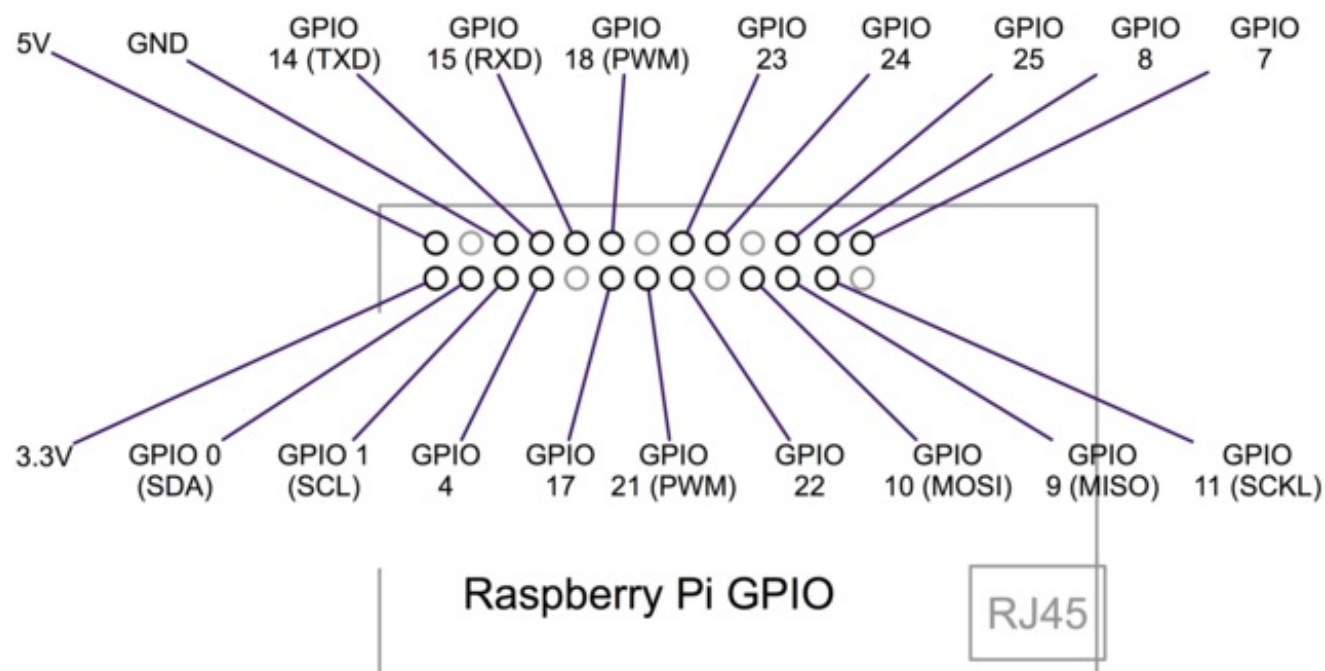 5V
GND
GPIO
14 (TXD)
GPIO
15 (RXD)
GPIO
18 (PWM)
GPIO
23
GPIO
24
GPIO
25
GPIO
8
GPIO
7
3.3V
GPIO 0
(SDA)
GPIO 1
(SCL)
GPIO
4
GPIO
17
GPIO
21 (PWM)
GPIO
22
GPIO
10 (MOSI)
GPIO
9 (MISO)
GPIO
11 (SCKL)
Raspberry Pi GPIO
RJ45